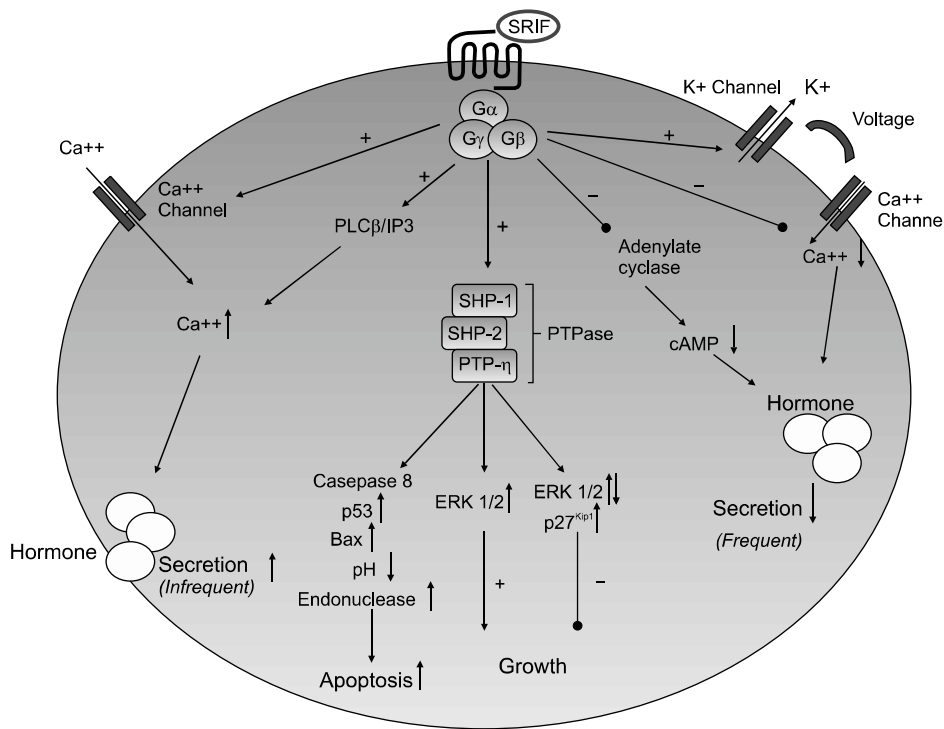 SRIF
K+ Channel
K+
Voltage
Gα
Gγ
Gβ
+
+
+
+
–
–
Ca++
Ca++
Channel
Ca++
Channe
PLCβ/IP3
Adenylate
cyclase
Ca++
Ca++
SHP-1
SHP-2
PTP-η
PTPase
cAMP
Hormone
Casepase 8
p53
Bax
pH
Endonuclease
Apoptosis
ERK 1/2
+
ERK 1/2
p27Kip1
–
Growth
Secretion
(Frequent)
Hormone
Secretion
(Infrequent)